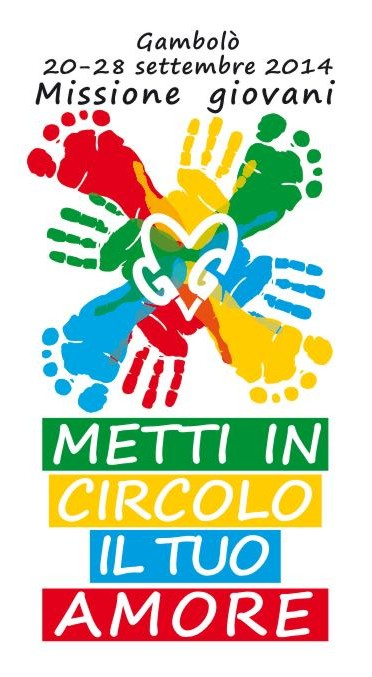 Gambolò
20-28 settembre 2014
Missione giovani
METTI IN
CIRCOLO
IL TUO
AMORE